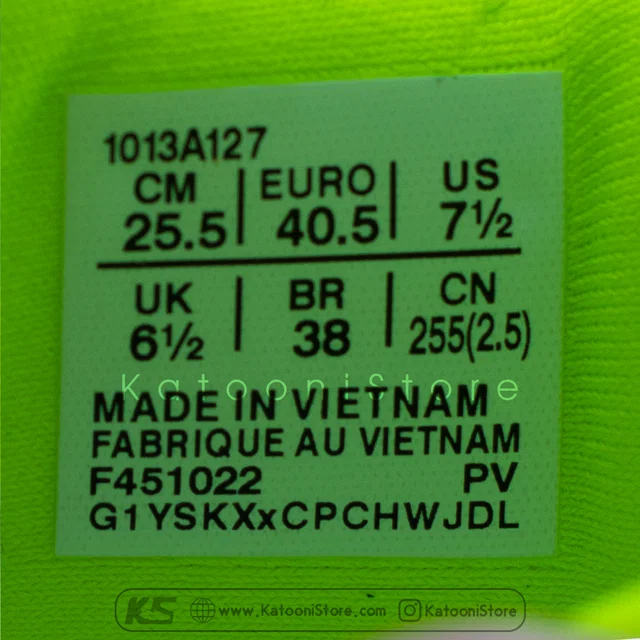 1013A127
CM | EURO | US
25.5 | 40.5 | 7½
UK | BR | CN
6½ | 38 | 255(2.5)
KatooniStore
MADE IN VIETNAM
FABRIQUE AU VIETNAM
F451022 PV
G1YSKXxCPCHWJDL
KS www.KatooniStore.com KatooniStore